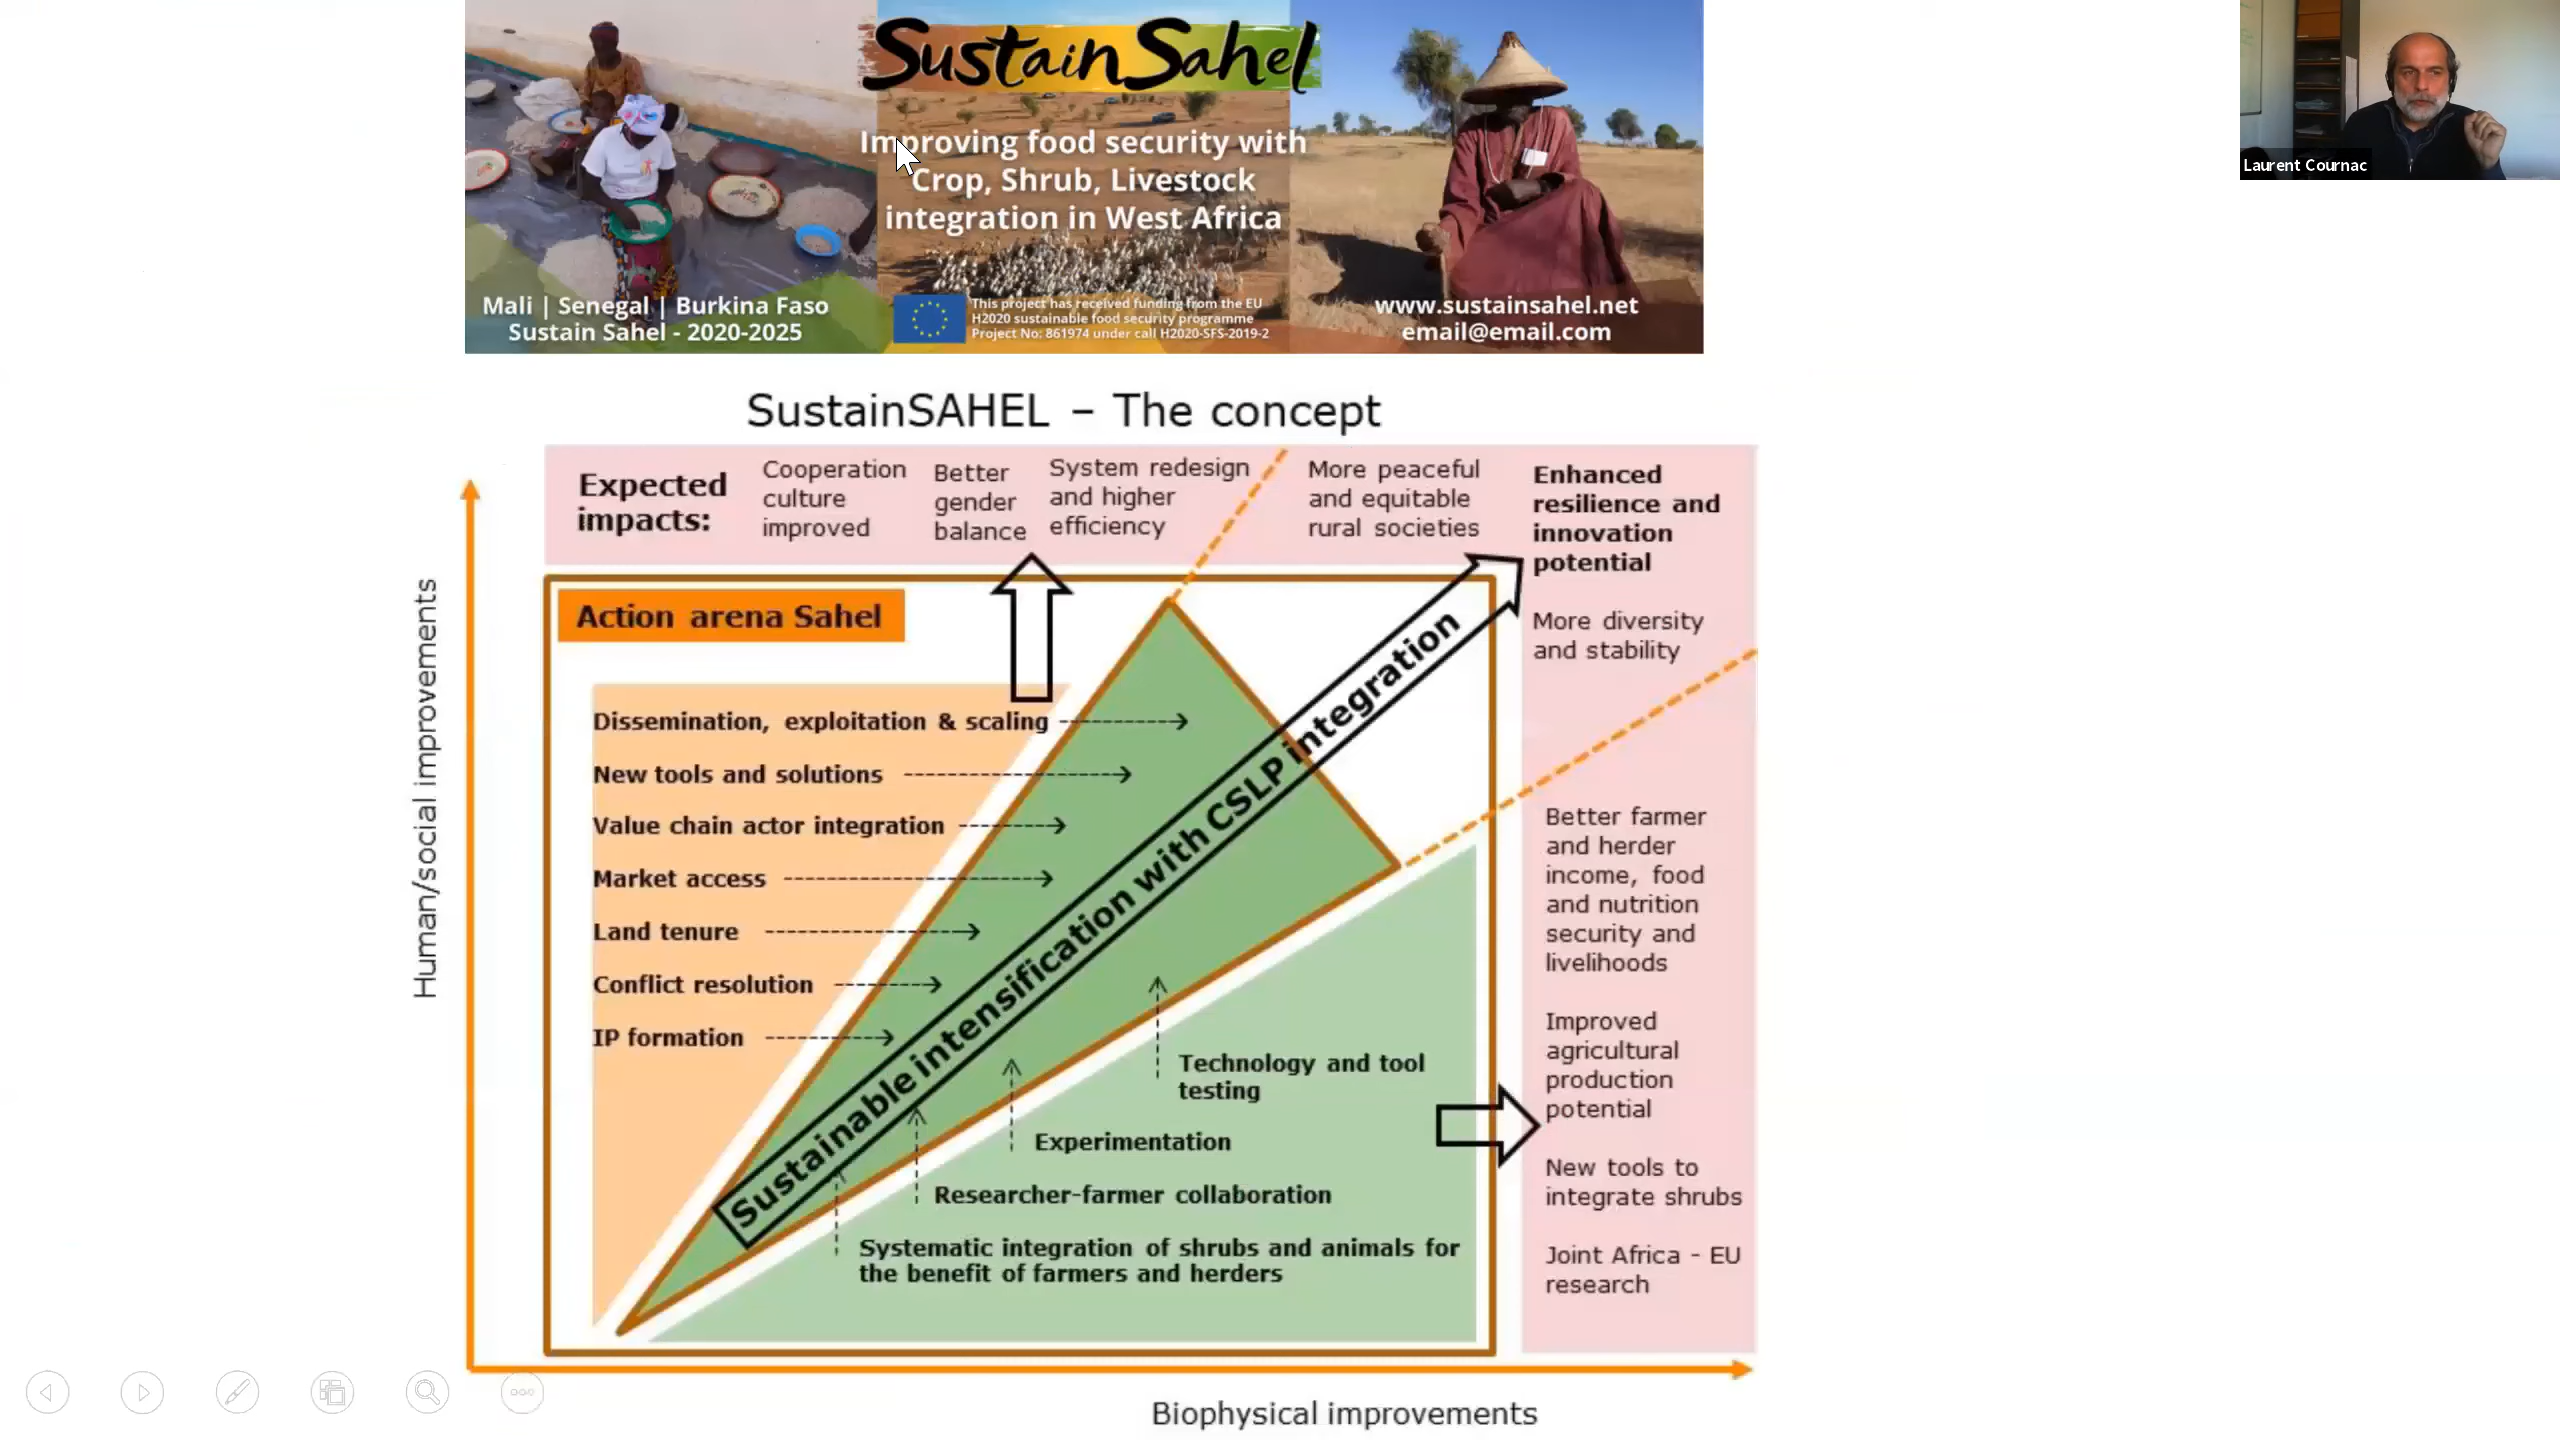 SustainSahel
Improving food security with
Crop, Shrub, Livestock
integration in West Africa
Mali | Senegal | Burkina Faso
Sustain Sahel - 2020-2025
This project has received funding from the EU
H2020 sustainable food security programme
Project No: 861974 under call H2020-SFS-2019-2
www.sustainsahel.net
email@email.com
Laurent Cournac
SustainSAHEL – The concept
Expected
impacts:
Cooperation
culture
improved
Better
gender
balance
System redesign
and higher
efficiency
More peaceful
and equitable
rural societies
Enhanced
resilience and
innovation
potential
More diversity
and stability
Better farmer
and herder
income, food
and nutrition
security and
livelihoods
Improved
agricultural
production
potential
New tools to
integrate shrubs
Joint Africa - EU
research
Human/social improvements
Action arena Sahel
Dissemination, exploitation & scaling
New tools and solutions
Value chain actor integration
Market access
Land tenure
Conflict resolution
IP formation
Sustainable intensification with CSLP integration
Technology and tool
testing
Experimentation
Researcher-farmer collaboration
Systematic integration of shrubs and animals for
the benefit of farmers and herders
Biophysical improvements